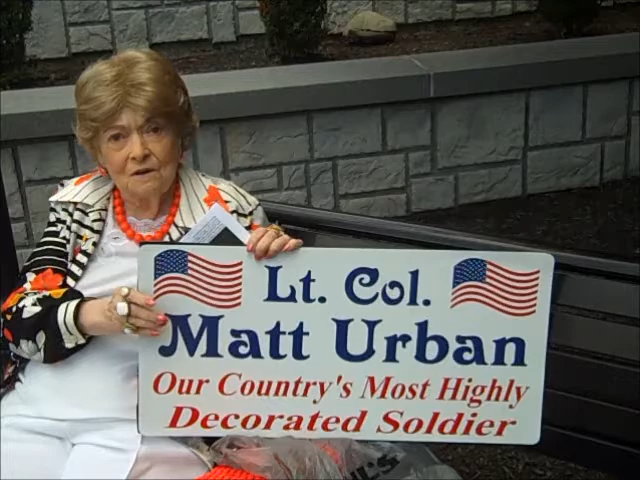 Lt. Col.
Matt Urban
Our Country's Most Highly
Decorated Soldier